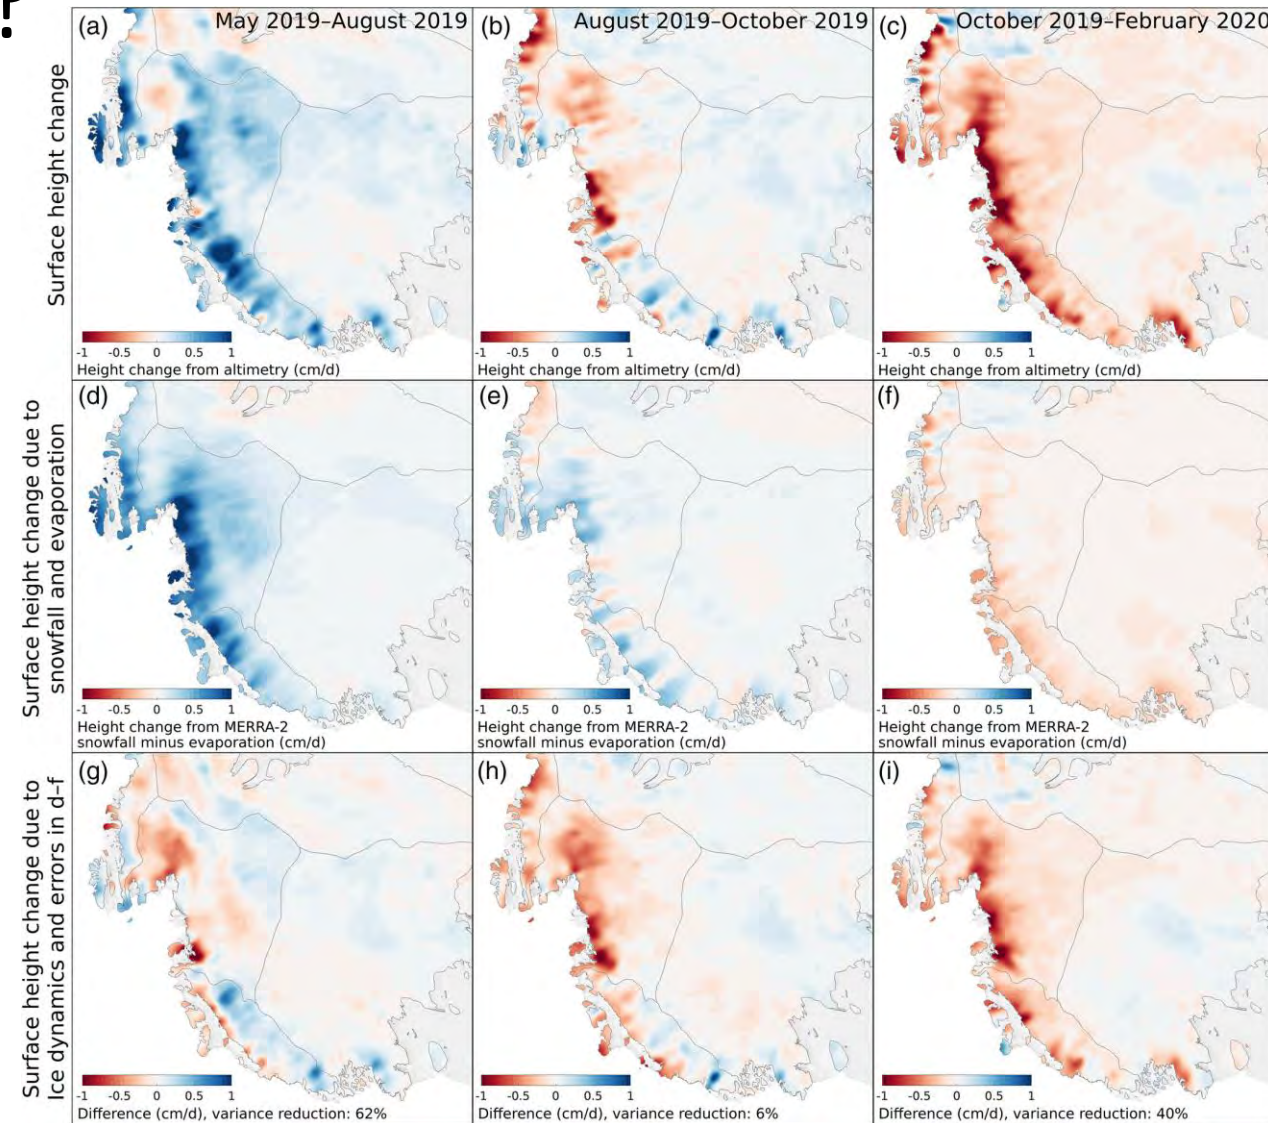 ?
(a) May 2019–August 2019
(b) August 2019–October 2019
(c) October 2019–February 2020
Surface height change
-1 -0.5 0 0.5 1
Height change from altimetry (cm/d)
-1 -0.5 0 0.5 1
Height change from altimetry (cm/d)
-1 -0.5 0 0.5 1
Height change from altimetry (cm/d)
(d)
(e)
(f)
Surface height change due to
snowfall and evaporation
-1 -0.5 0 0.5 1
Height change from MERRA-2
snowfall minus evaporation (cm/d)
-1 -0.5 0 0.5 1
Height change from MERRA-2
snowfall minus evaporation (cm/d)
-1 -0.5 0 0.5 1
Height change from MERRA-2
snowfall minus evaporation (cm/d)
(g)
(h)
(i)
Surface height change due to
Ice dynamics and errors in d–f
-1 -0.5 0 0.5 1
Difference (cm/d), variance reduction: 62%
-1 -0.5 0 0.5 1
Difference (cm/d), variance reduction: 6%
-1 -0.5 0 0.5 1
Difference (cm/d), variance reduction: 40%